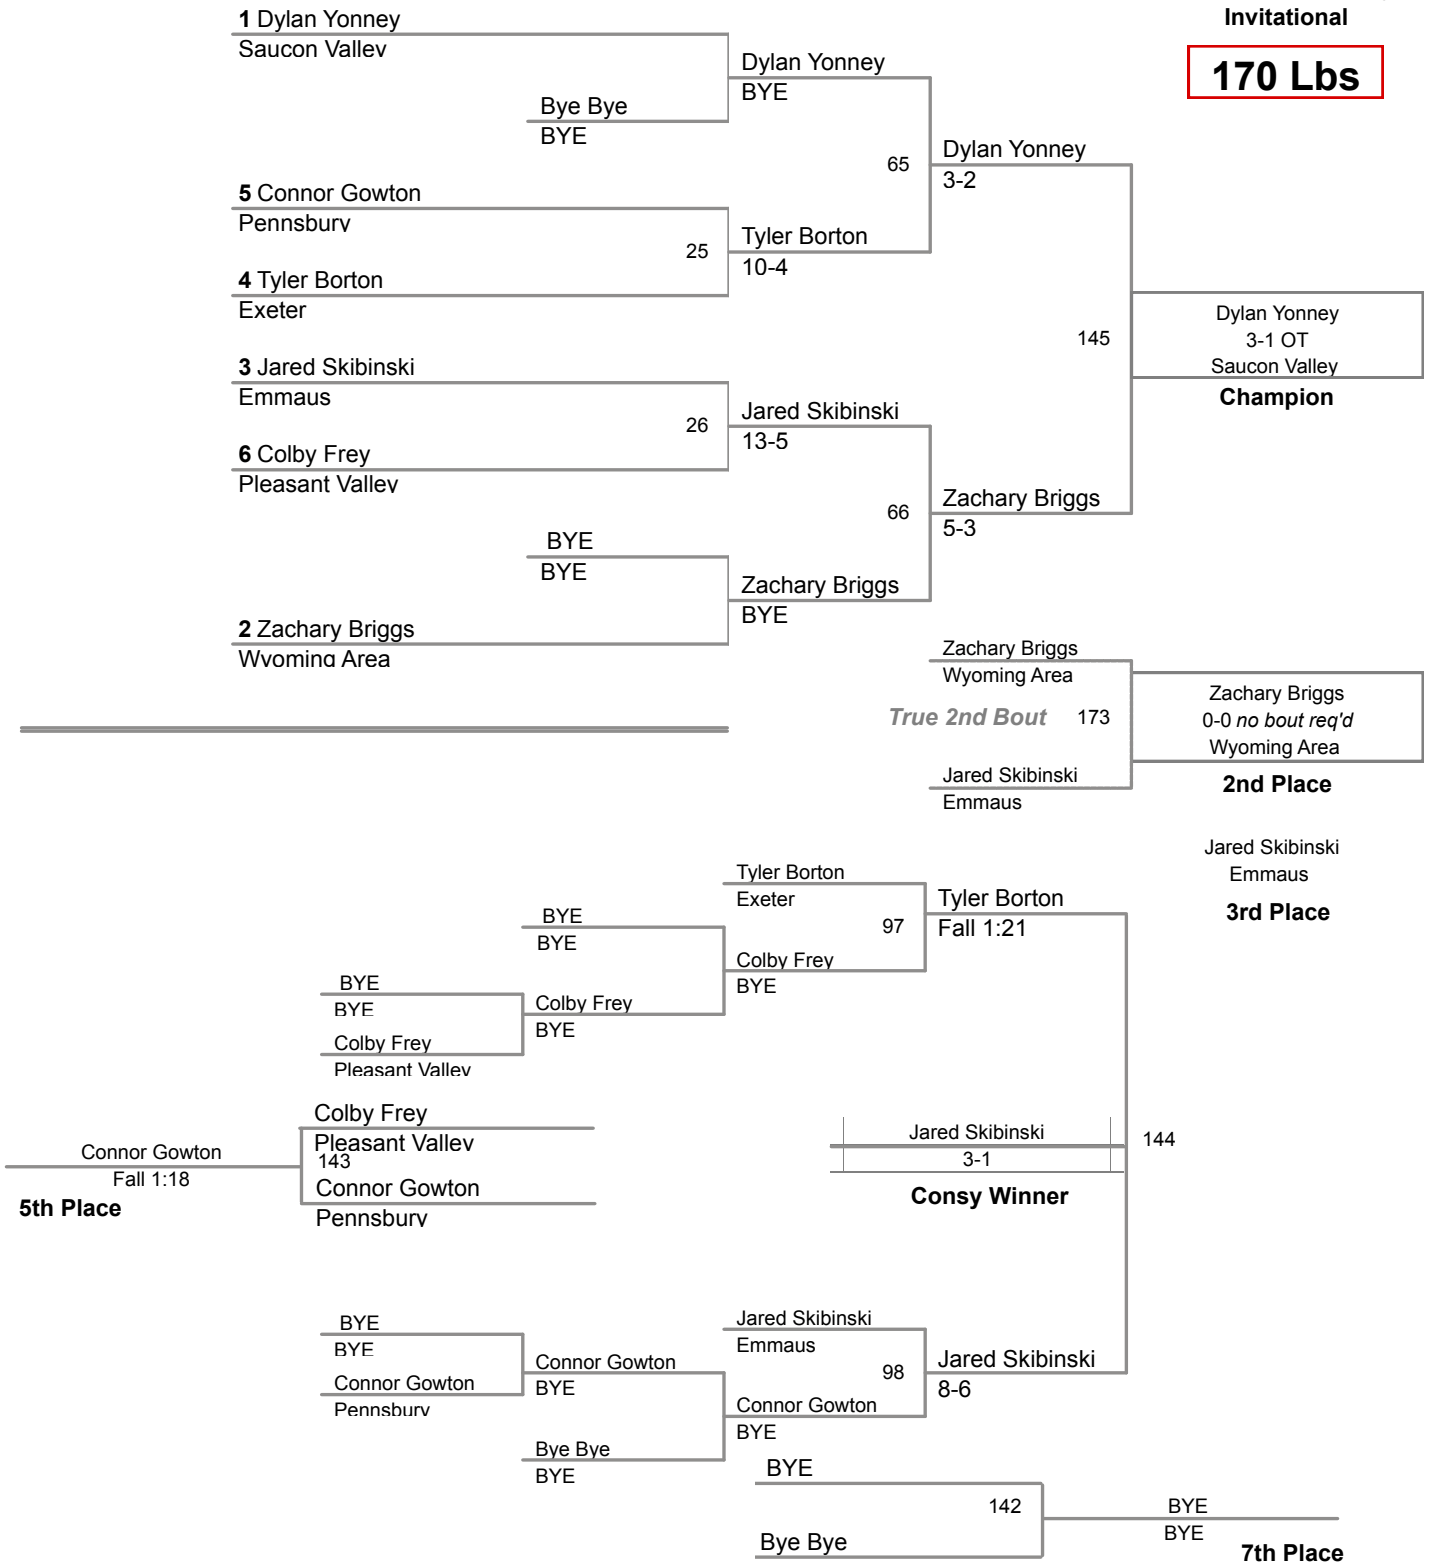 Invitational
170 Lbs
1 Dylan Yonney
Saucon Valley
Dylan Yonney
BYE
Bye Bye
BYE
65
Dylan Yonney
3-2
5 Connor Gowton
Pennsbury
25
Tyler Borton
10-4
4 Tyler Borton
Exeter
145
Dylan Yonney
3-1 OT
Saucon Valley
Champion
3 Jared Skibinski
Emmaus
26
Jared Skibinski
13-5
6 Colby Frey
Pleasant Valley
66
Zachary Briggs
5-3
BYE
BYE
Zachary Briggs
BYE
2 Zachary Briggs
Wyoming Area
Zachary Briggs
Wyoming Area
True 2nd Bout 173
Zachary Briggs
0-0 no bout req'd
Wyoming Area
2nd Place
Jared Skibinski
Emmaus
Jared Skibinski
Emmaus
3rd Place
Tyler Borton
Exeter
97
Tyler Borton
Fall 1:21
BYE
BYE
Colby Frey
BYE
BYE
BYE
Colby Frey
BYE
Colby Frey
Pleasant Valley
Colby Frey
Pleasant Valley
143
Connor Gowton
Fall 1:18
5th Place
Connor Gowton
Pennsbury
Jared Skibinski
3-1
Consy Winner
144
BYE
BYE
Connor Gowton
BYE
Connor Gowton
Pennsbury
Jared Skibinski
Emmaus
98
Jared Skibinski
8-6
Connor Gowton
BYE
Bye Bye
BYE
BYE
142
Bye Bye
BYE
BYE
7th Place